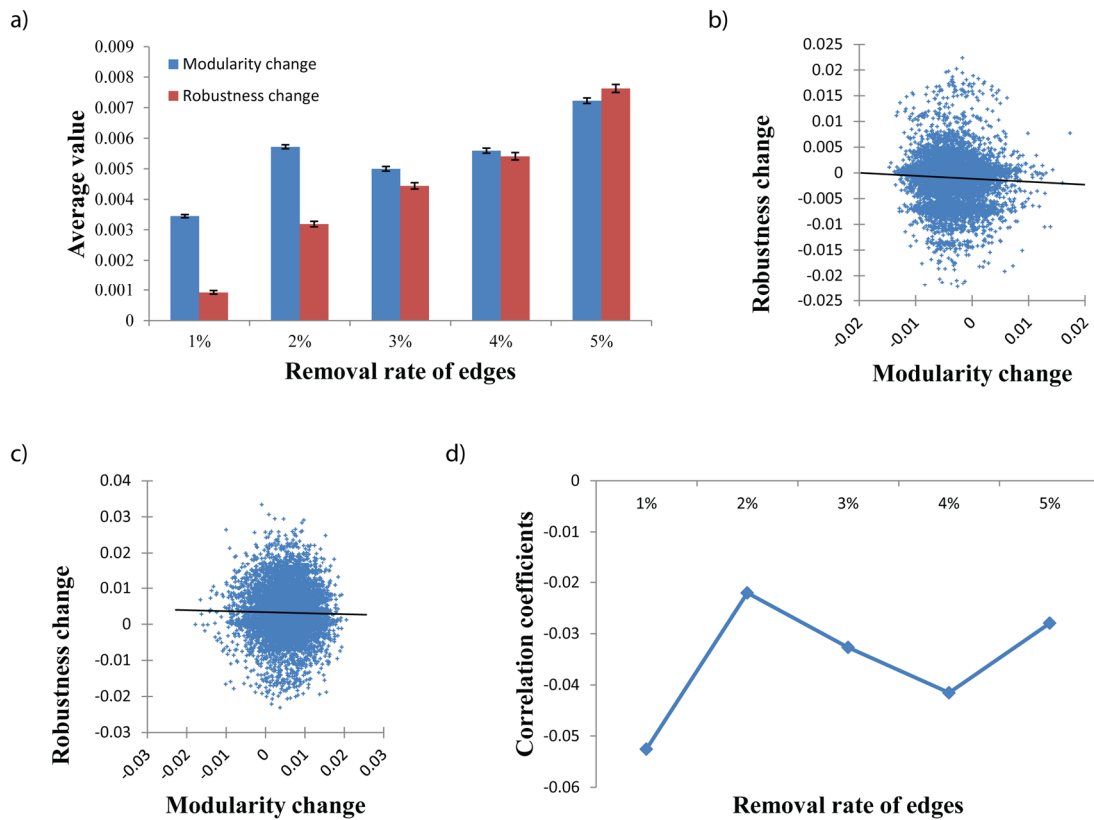 a)
0.009
0.008
0.007
0.006
0.005
0.004
0.003
0.002
0.001
0
Average value
Modularity change
Robustness change
1% 2% 3% 4% 5%
Removal rate of edges
b)
0.025
0.02
0.015
0.01
0.005
0
-0.005
-0.01
-0.015
-0.02
-0.025
Robustness change
-0.02 -0.01 0 0.01 0.02
Modularity change
c)
0.04
0.03
0.02
0.01
0
-0.01
-0.02
-0.03
Robustness change
-0.03 -0.02 -0.01 0 0.01 0.02 0.03
Modularity change
d)
0
-0.01
-0.02
-0.03
-0.04
-0.05
-0.06
Correlation coefficients
1% 2% 3% 4% 5%
Removal rate of edges